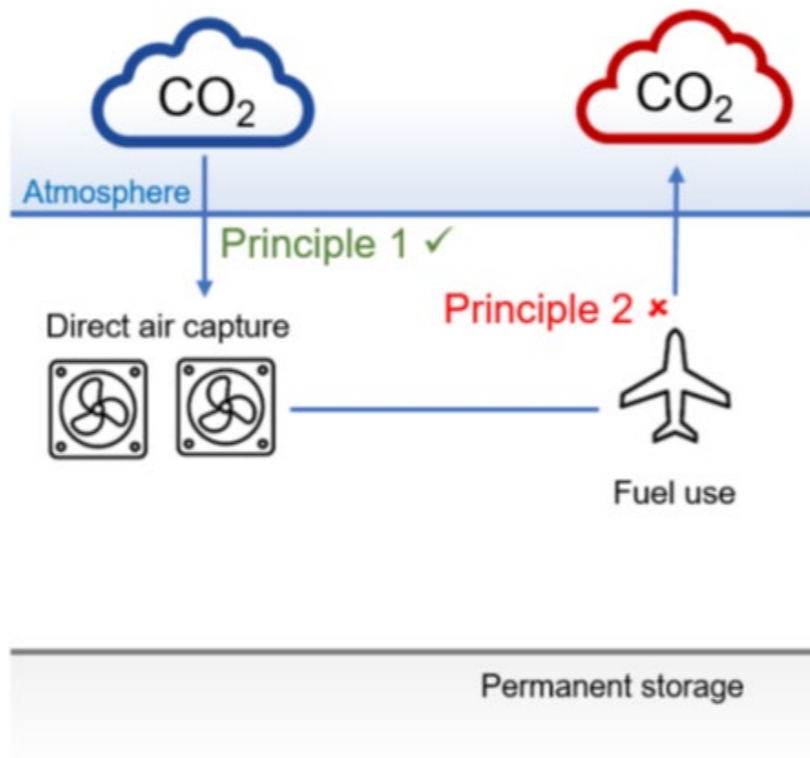 CO₂
CO₂
Atmosphere
Principle 1 ✓
Principle 2 ×
Direct air capture
Fuel use
Permanent storage